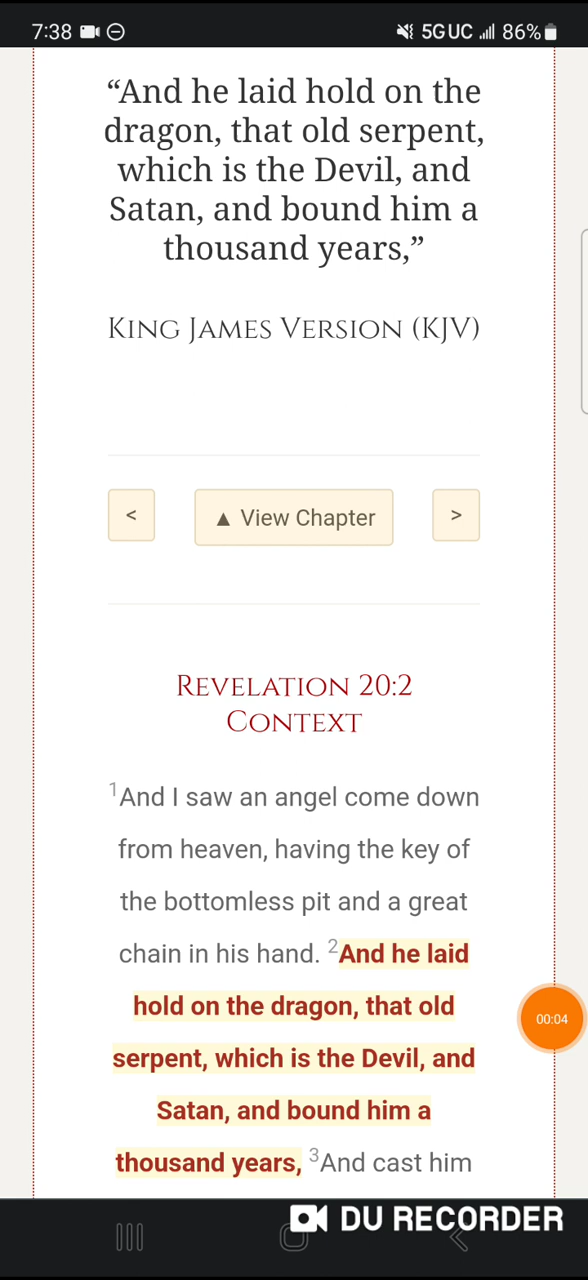 7:38 5GUC 86%
“And he laid hold on the
dragon, that old serpent,
which is the Devil, and
Satan, and bound him a
thousand years,”
King James Version (KJV)
< ▲ View Chapter >
Revelation 20:2
Context
1And I saw an angel come down
from heaven, having the key of
the bottomless pit and a great
chain in his hand. 2And he laid
hold on the dragon, that old
00:04
serpent, which is the Devil, and
Satan, and bound him a
thousand years, 3And cast him
DU RECORDER